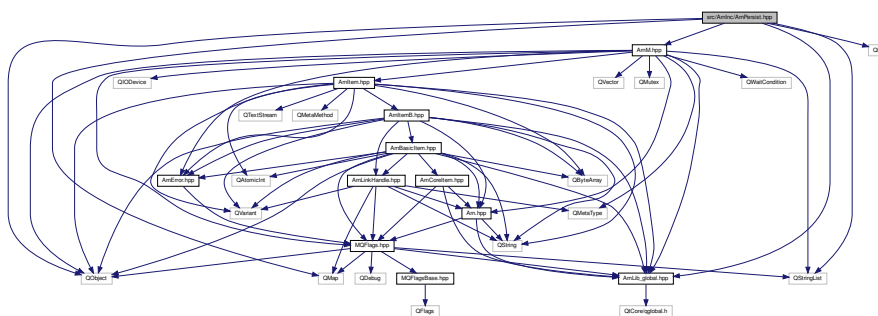 src/AmInc/AmPersist.hpp
AmM.hpp
QIODevice
AmItem.hpp
QVector
QMutex
QWaitCondition
QTextStream
QMetaMethod
AmItemB.hpp
AmBasicItem.hpp
AmError.hpp
QAtomicInt
AmLinkHandle.hpp
AmCoreItem.hpp
QByteArray
QVariant
Am.hpp
QMetaType
MQFlags.hpp
QString
QObject
QMap
QDebug
MQFlagsBase.hpp
AmLib_global.hpp
QStringList
QFlags
QtCore/qglobal.h